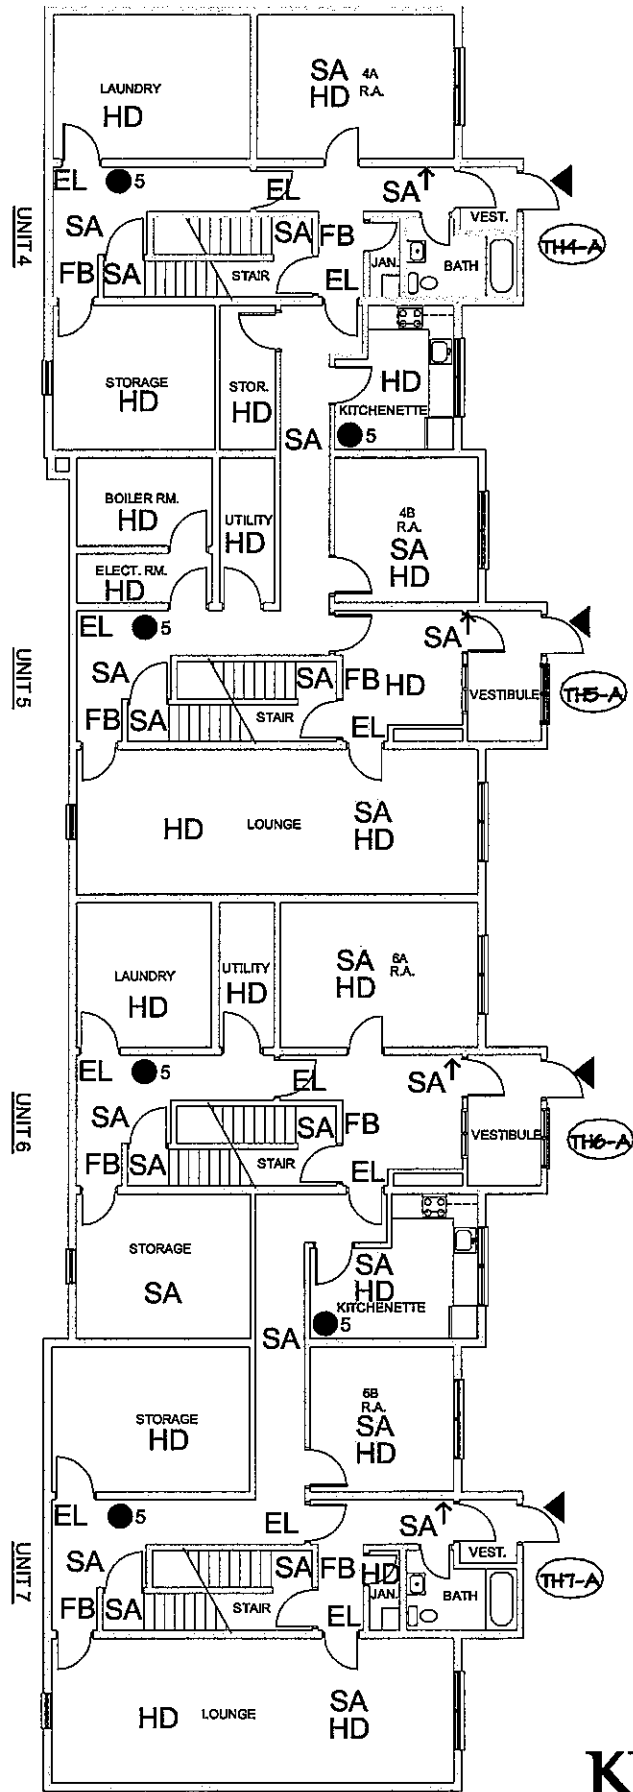 LAUNDRY
HD
SA
HD
4A
R.A.
EL
5
EL
SA
VEST.
TH4-A
UNIT 4
SA
FB
SA
STAIR
SA
FB
EL
JAN.
BATH
STORAGE
HD
STOR.
HD
SA
HD
KITCHENETTE
5
BOILER RM.
HD
UTILITY
HD
4B
R.A.
SA
HD
ELECT. RM.
HD
EL
5
SA
TH5-A
UNIT 5
SA
FB
SA
STAIR
SA
FB
HD
EL
VESTIBULE
HD
LOUNGE
SA
HD
LAUNDRY
HD
UTILITY
HD
SA
HD
6A
R.A.
EL
5
EL
SA
VESTIBULE
TH6-A
UNIT 6
SA
FB
SA
STAIR
SA
FB
EL
STORAGE
SA
SA
SA
HD
KITCHENETTE
5
STORAGE
HD
6B
R.A.
SA
HD
EL
5
EL
SA
VEST.
TH7-A
UNIT 7
SA
FB
SA
STAIR
SA
FB
EL
HD
JAN.
BATH
HD
LOUNGE
SA
HD